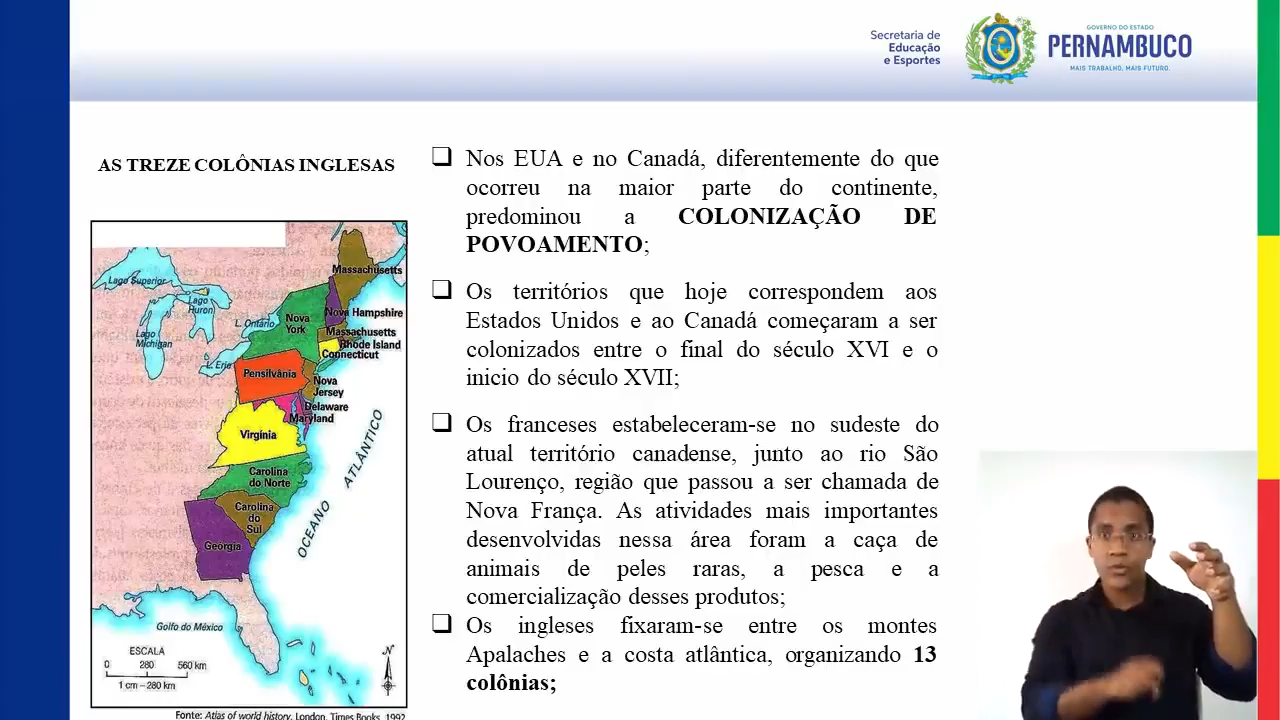 Secretaria de
Educação
e Esportes
GOVERNO DO ESTADO
PERNAMBUCO
MAIS TRABALHO, MAIS FUTURO.
AS TREZE COLÔNIAS INGLESAS
Massachusetts
Lago Superior
Lago
Huron
Nova Hampshire
L. Ontário
Nova
York
Massachusetts
Lago
Michigan
Rhode Island
Connecticut
L. Erie
Pensilvânia
Nova
Jersey
Delaware
Maryland
Virgínia
OCEANO ATLÂNTICO
Carolina
do Norte
Carolina
do
Sul
Geórgia
Golfo do México
ESCALA
0 280 560 km
1 cm – 280 km
N
Fonte: Atlas of world history. London, Times Books, 1992
❑ Nos EUA e no Canadá, diferentemente do que
ocorreu na maior parte do continente,
predominou a COLONIZAÇÃO DE
POVOAMENTO;
❑ Os territórios que hoje correspondem aos
Estados Unidos e ao Canadá começaram a ser
colonizados entre o final do século XVI e o
inicio do século XVII;
❑ Os franceses estabeleceram-se no sudeste do
atual território canadense, junto ao rio São
Lourenço, região que passou a ser chamada de
Nova França. As atividades mais importantes
desenvolvidas nessa área foram a caça de
animais de peles raras, a pesca e a
comercialização desses produtos;
❑ Os ingleses fixaram-se entre os montes
Apalaches e a costa atlântica, organizando 13
colônias;